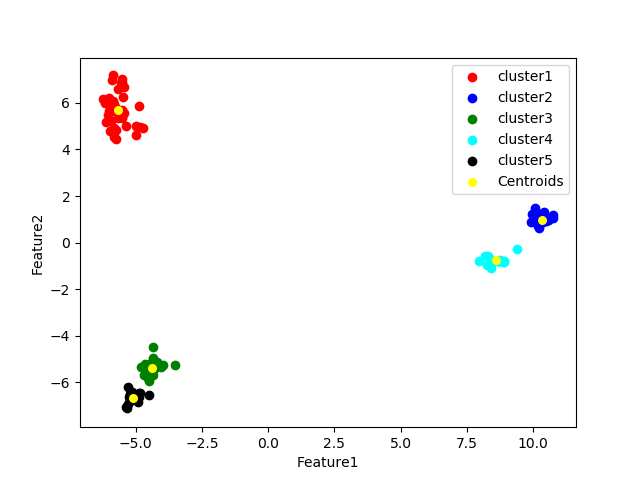 cluster1
cluster2
cluster3
cluster4
cluster5
Centroids
Feature2
6
4
2
0
−2
−4
−6
−5.0 −2.5 0.0 2.5 5.0 7.5 10.0
Feature1